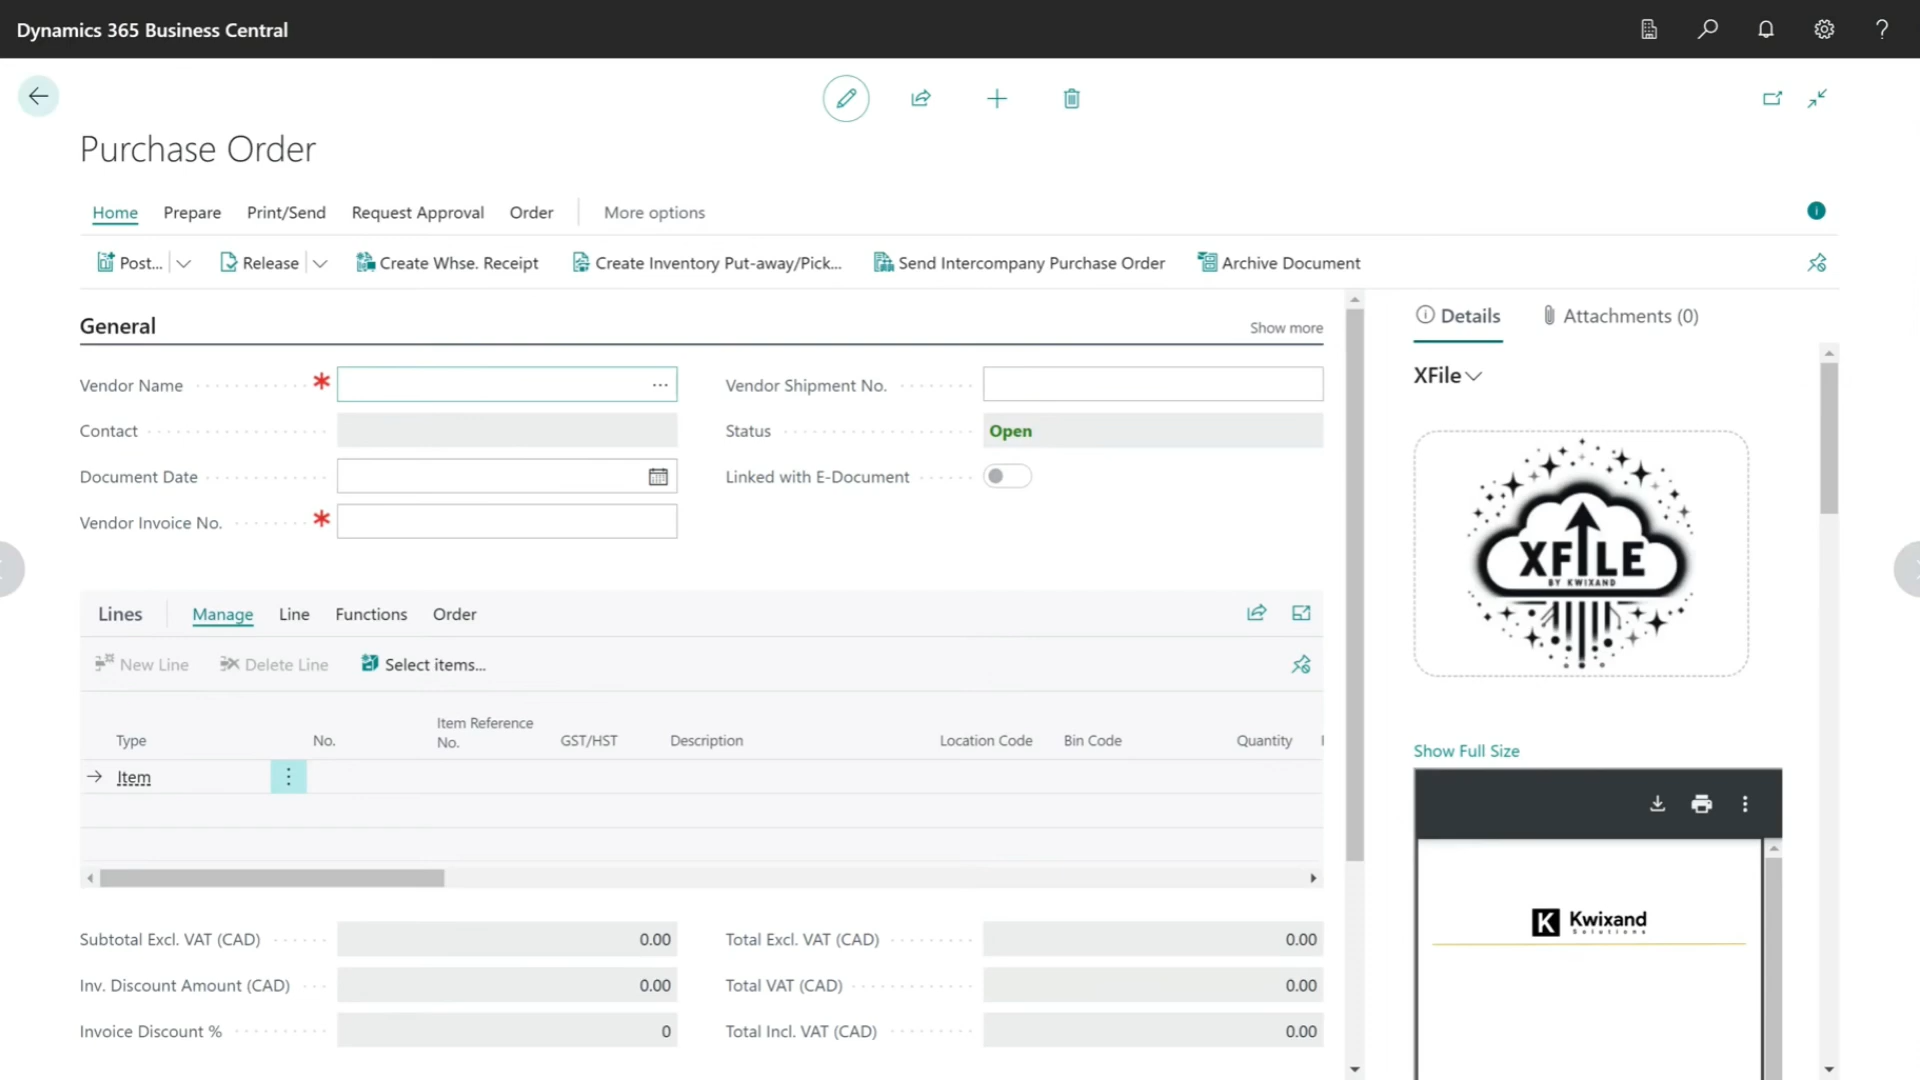 Dynamics 365 Business Central
?
Purchase Order
Home Prepare Print/Send Request Approval Order More options
Post... Release Create Whse. Receipt Create Inventory Put-away/Pick... Send Intercompany Purchase Order Archive Document
General
Show more
Vendor Name *
Contact
Document Date
Vendor Invoice No. *
Vendor Shipment No.
Status Open
Linked with E-Document
Lines Manage Line Functions Order
New Line Delete Line Select items...
Type No. Item Reference No. GST/HST Description Location Code Bin Code Quantity
Item
Subtotal Excl. VAT (CAD) 0.00
Inv. Discount Amount (CAD) 0.00
Invoice Discount % 0
Total Excl. VAT (CAD) 0.00
Total VAT (CAD) 0.00
Total Incl. VAT (CAD) 0.00
Details Attachments (0)
XFile
XFILE
BY KWIXAND
Show Full Size
K Kwixand
Solutions